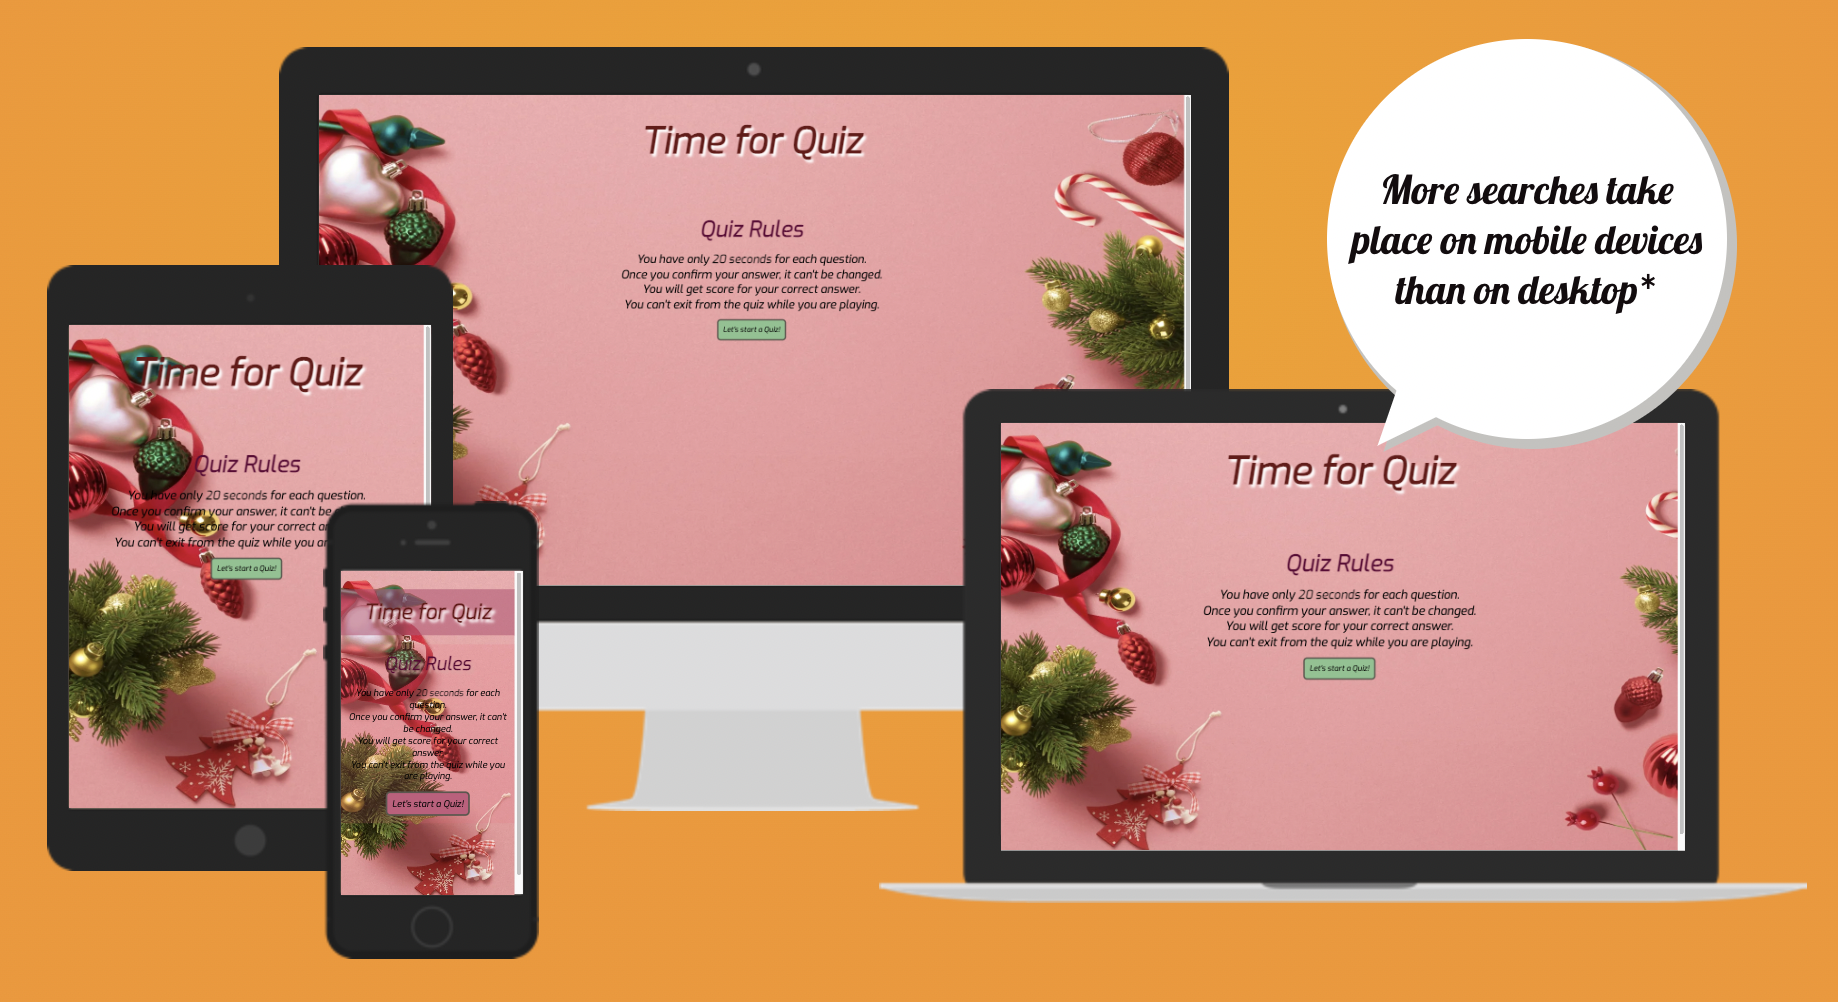 Time for Quiz
Quiz Rules
You have only 20 seconds for each question.
Once you confirm your answer, it can't be changed.
You will get score for your correct answer.
You can't exit from the quiz while you are playing.
Let's start a Quiz!
More searches take
place on mobile devices
than on desktop*
Time for Quiz
Quiz Rules
You have only 20 seconds for each question.
Once you confirm your answer, it can't be
You will get score for your correct
You can't exit from the quiz while you
Let's start a Quiz!
Time for Quiz
Quiz Rules
You have only 20 seconds for each
question.
Once you confirm your answer, it can't
be changed.
You will get score for your correct
answer.
You can't exit from the quiz while you
are playing.
Let's start a Quiz!
Time for Quiz
Quiz Rules
You have only 20 seconds for each question.
Once you confirm your answer, it can't be changed.
You will get score for your correct answer.
You can't exit from the quiz while you are playing.
Let's start a Quiz!